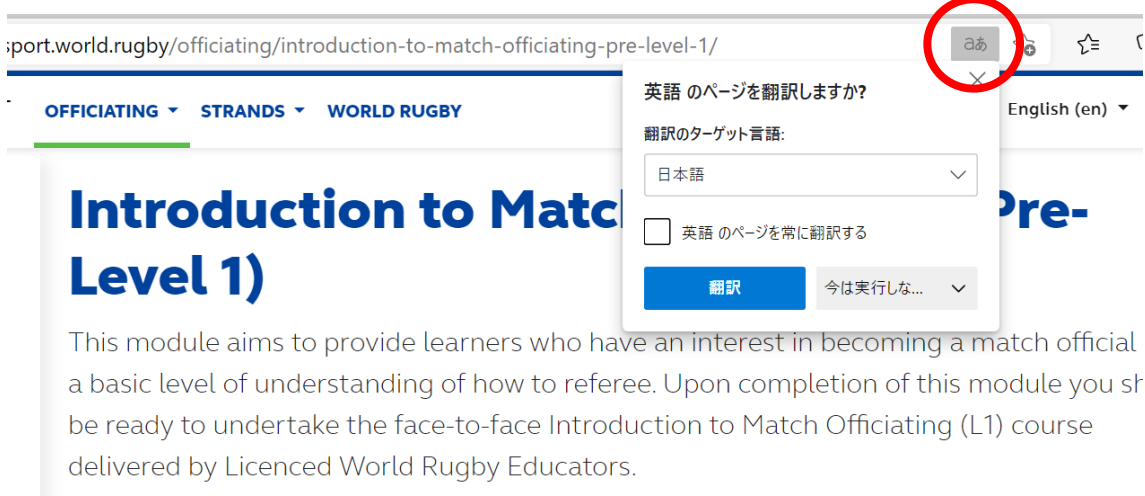 sport.world.rugby/officiating/introduction-to-match-officiating-pre-level-1/
aあ
英語 のページを翻訳しますか?
OFFICIATING STRANDS WORLD RUGBY
English (en)
翻訳のターゲット言語:
日本語
英語 のページを常に翻訳する
翻訳
今は実行しな...
Introduction to Matc
Pre-
Level 1)
This module aims to provide learners who have an interest in becoming a match official
a basic level of understanding of how to referee. Upon completion of this module you sh
be ready to undertake the face-to-face Introduction to Match Officiating (L1) course
delivered by Licenced World Rugby Educators.